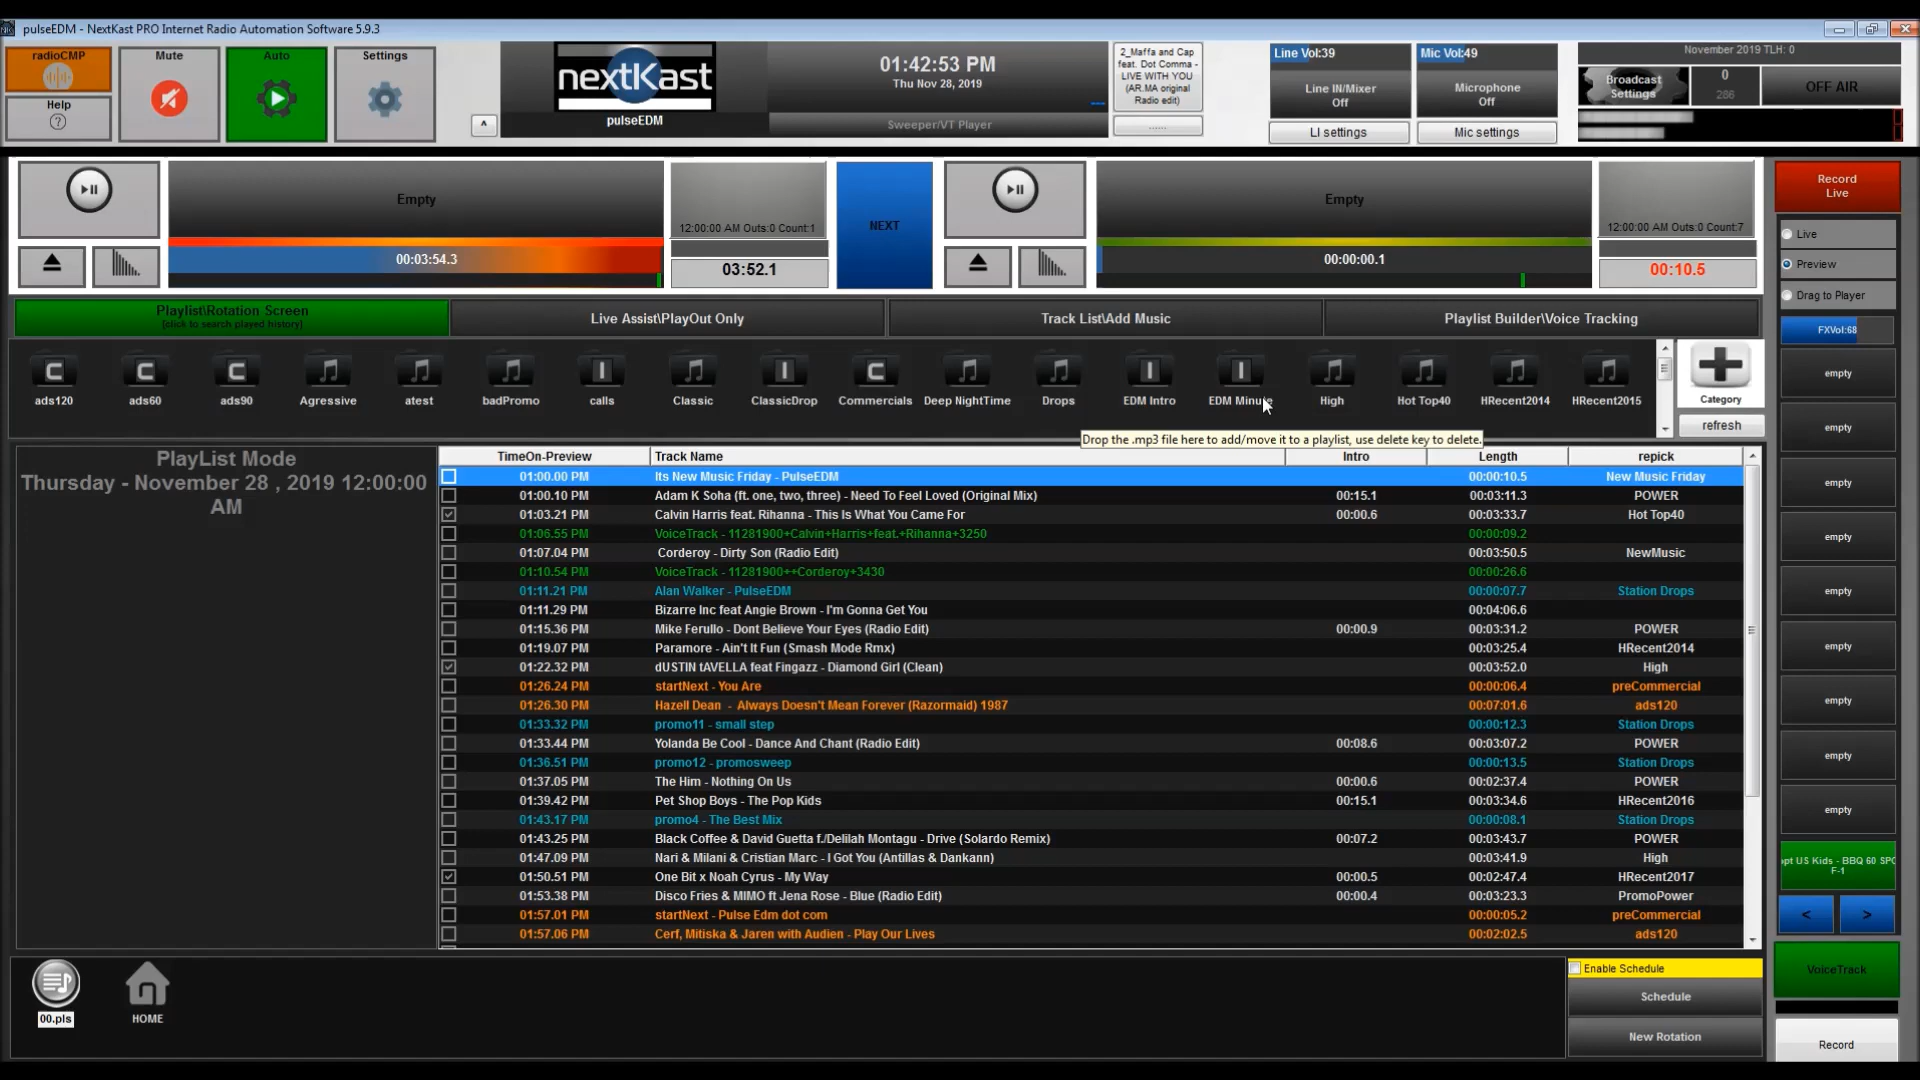 pulseEDM - NextKast PRO Internet Radio Automation Software 5.9.3
radioCMP
Help
Mute
Auto
Settings
^
nextKast
pulseEDM
01:42:53 PM
Thu Nov 28, 2019
Sweeper/VT Player
2_Maffa and Cap
feat. Dot Comma -
LIVE WITH YOU
(AR.MA original
Radio edit)
......
Line Vol:39
Line IN/Mixer
Off
LI settings
Mic Vol:49
Microphone
Off
Mic settings
November 2019 TLH: 0
Broadcast
Settings
0
286
OFF AIR
Empty
00:03:54.3
12:00:00 AM Outs:0 Count:1
03:52.1
NEXT
Empty
00:00:00.1
12:00:00 AM Outs:0 Count:7
00:10.5
Record
Live
Live
Preview
Drag to Player
FXVol:68
Playlist\Rotation Screen
[click to search played history]
Live Assist\PlayOut Only
Track List\Add Music
Playlist Builder\Voice Tracking
ads120
ads60
ads90
Agressive
atest
badPromo
calls
Classic
ClassicDrop
Commercials
Deep NightTime
Drops
EDM Intro
EDM Minute
High
Hot Top40
HRecent2014
HRecent2015
Category
refresh
Drop the .mp3 file here to add/move it to a playlist, use delete key to delete.
PlayList Mode
Thursday - November 28 , 2019 12:00:00
AM
TimeOn-Preview Track Name Intro Length repick
01:00.00 PM Its New Music Friday - PulseEDM 00:00:10.5 New Music Friday
01:00.10 PM Adam K Soha (ft. one, two, three) - Need To Feel Loved (Original Mix) 00:15.1 00:03:11.3 POWER
01:03.21 PM Calvin Harris feat. Rihanna - This Is What You Came For 00:00.6 00:03:33.7 Hot Top40
01:06.55 PM VoiceTrack - 11281900+Calvin+Harris+feat.+Rihanna+3250 00:00:09.2
01:07.04 PM Corderoy - Dirty Son (Radio Edit) 00:03:50.5 NewMusic
01:10.54 PM VoiceTrack - 11281900++Corderoy+3430 00:00:26.6
01:11.21 PM Alan Walker - PulseEDM 00:00:07.7 Station Drops
01:11.29 PM Bizarre Inc feat Angie Brown - I'm Gonna Get You 00:04:06.6
01:15.36 PM Mike Ferullo - Dont Believe Your Eyes (Radio Edit) 00:00.9 00:03:31.2 POWER
01:19.07 PM Paramore - Ain't It Fun (Smash Mode Rmx) 00:03:25.4 HRecent2014
01:22.32 PM dUSTIN tAVELLA feat Fingazz - Diamond Girl (Clean) 00:03:52.0 High
01:26.24 PM startNext - You Are 00:00:06.4 preCommercial
01:26.30 PM Hazell Dean - Always Doesn't Mean Forever (Razormaid) 1987 00:07:01.6 ads120
01:33.32 PM promo11 - small step 00:00:12.3 Station Drops
01:33.44 PM Yolanda Be Cool - Dance And Chant (Radio Edit) 00:08.6 00:03:07.2 POWER
01:36.51 PM promo12 - promosweep 00:00:13.5 Station Drops
01:37.05 PM The Him - Nothing On Us 00:00.6 00:02:37.4 POWER
01:39.42 PM Pet Shop Boys - The Pop Kids 00:15.1 00:03:34.6 HRecent2016
01:43.17 PM promo4 - The Best Mix 00:00:08.1 Station Drops
01:43.25 PM Black Coffee & David Guetta f./Delilah Montagu - Drive (Solardo Remix) 00:07.2 00:03:43.7 POWER
01:47.09 PM Nari & Milani & Cristian Marc - I Got You (Antillas & Dankann) 00:03:41.9 High
01:50.51 PM One Bit x Noah Cyrus - My Way 00:00.5 00:02:47.4 HRecent2017
01:53.38 PM Disco Fries & MIMO ft Jena Rose - Blue (Radio Edit) 00:00.4 00:03:23.3 PromoPower
01:57.01 PM startNext - Pulse Edm dot com 00:00:05.2 preCommercial
01:57.06 PM Cerf, Mitiska & Jaren with Audien - Play Our Lives 00:02:02.5 ads120
empty
empty
empty
empty
empty
empty
empty
empty
empty
opt US Kids - BBQ 60 SPO
F-1
<
>
VoiceTrack
Record
00.pls
HOME
Enable Schedule
Schedule
New Rotation